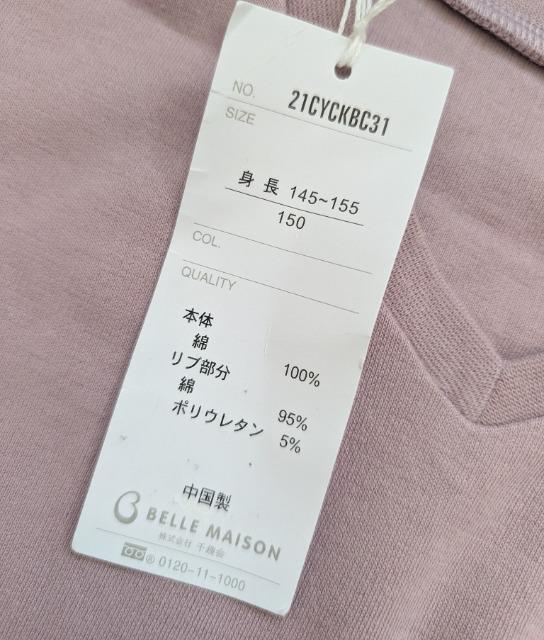 NO. 21CYCKBC31
SIZE
身長 145~155
150
COL.
QUALITY
本体
綿 100%
リブ部分
綿 95%
ポリウレタン 5%
中国製
BELLE MAISON
株式会社 千趣会
® 0120-11-1000